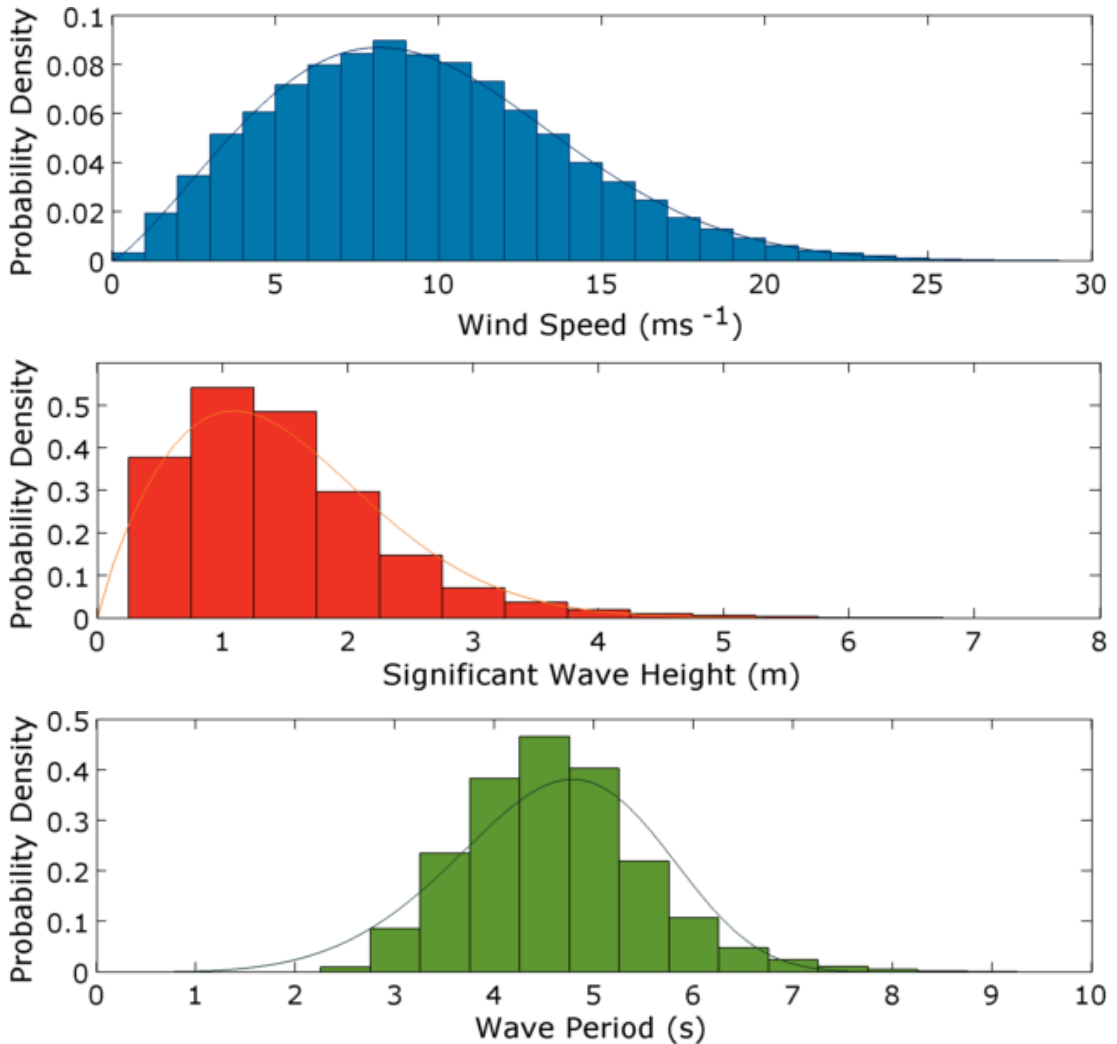 Probability Density
0.1
0.08
0.06
0.04
0.02
0
0 5 10 15 20 25 30
Wind Speed (ms -1)
Probability Density
0.5
0.4
0.3
0.2
0.1
0
0 1 2 3 4 5 6 7 8
Significant Wave Height (m)
Probability Density
0.5
0.4
0.3
0.2
0.1
0
0 1 2 3 4 5 6 7 8 9 10
Wave Period (s)